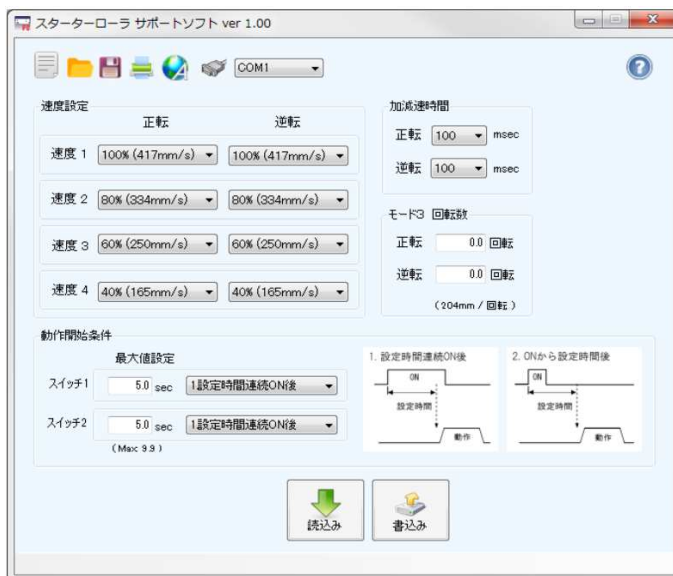 スターターローラ サポートソフト ver 1.00
COM1
速度設定
正転 逆転
速度 1 100% (417mm/s) 100% (417mm/s)
速度 2 80% (334mm/s) 80% (334mm/s)
速度 3 60% (250mm/s) 60% (250mm/s)
速度 4 40% (165mm/s) 40% (165mm/s)
加減速時間
正転 100 msec
逆転 100 msec
モード3 回転数
正転 0.0 回転
逆転 0.0 回転
(204mm / 回転 )
動作開始条件
最大値設定
スイッチ1 5.0 sec 1設定時間連続ON後
スイッチ2 5.0 sec 1設定時間連続ON後
(Max: 9.9 )
1. 設定時間連続ON後
ON
設定時間
動作
2. ONから設定時間後
ON
設定時間
動作
読込み
書込み